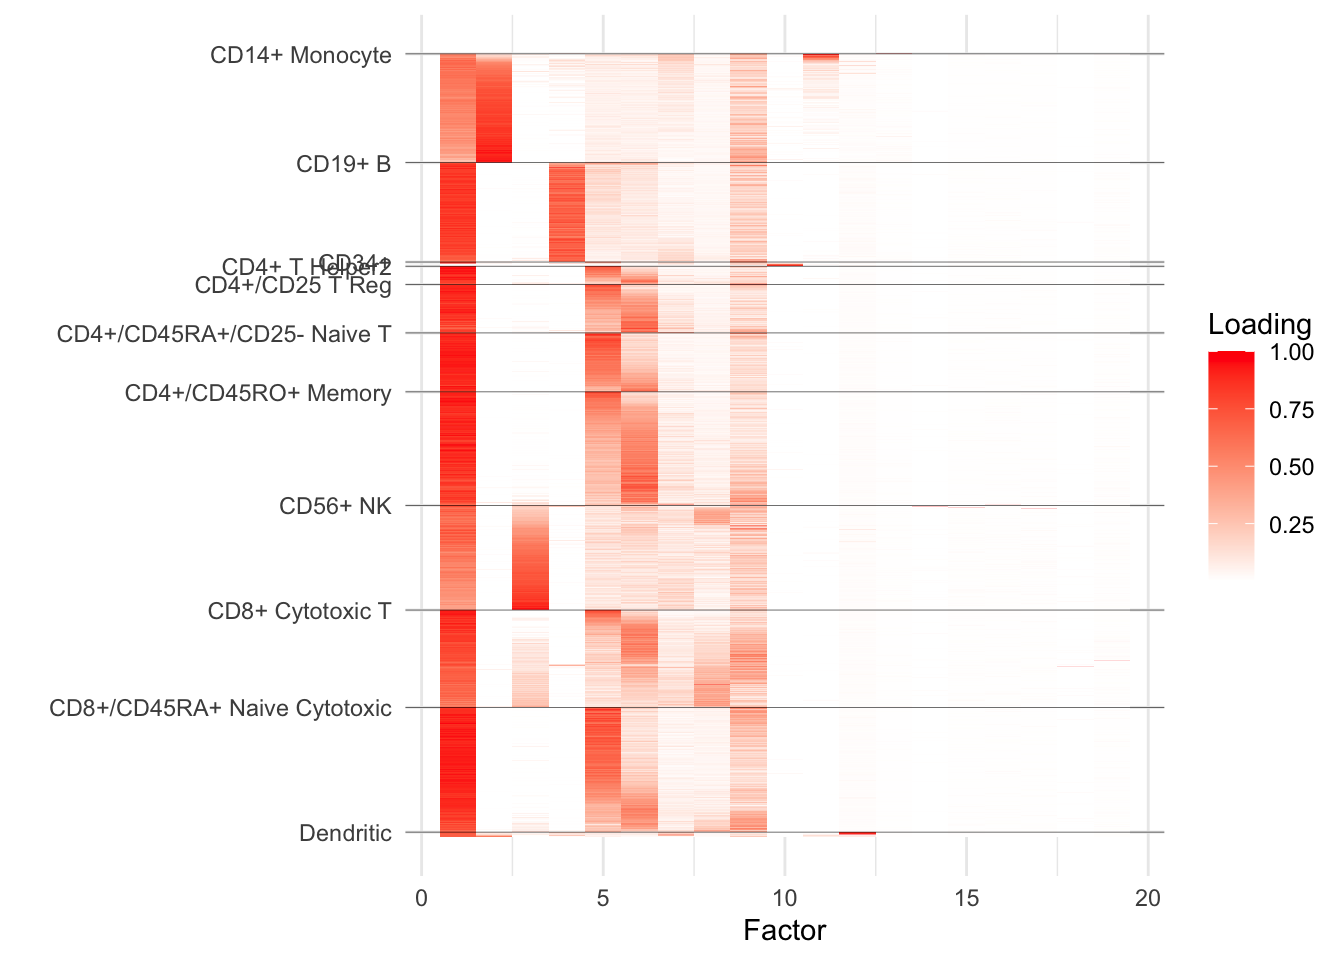 CD14+ Monocyte
CD19+ B
CD34+
CD4+ T Helper2
CD4+/CD25 T Reg
CD4+/CD45RA+/CD25- Naive T
CD4+/CD45RO+ Memory
CD56+ NK
CD8+ Cytotoxic T
CD8+/CD45RA+ Naive Cytotoxic
Dendritic
0 5 10 15 20
Factor
Loading
1.00
0.75
0.50
0.25